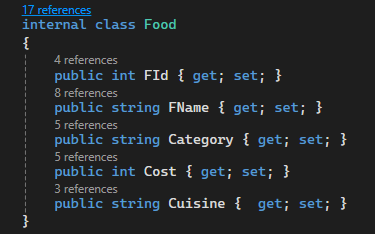 17 references
internal class Food
{
4 references
public int FId { get; set; }
8 references
public string FName { get; set; }
5 references
public string Category { get; set; }
5 references
public int Cost { get; set; }
3 references
public string Cuisine {  get; set; }
}